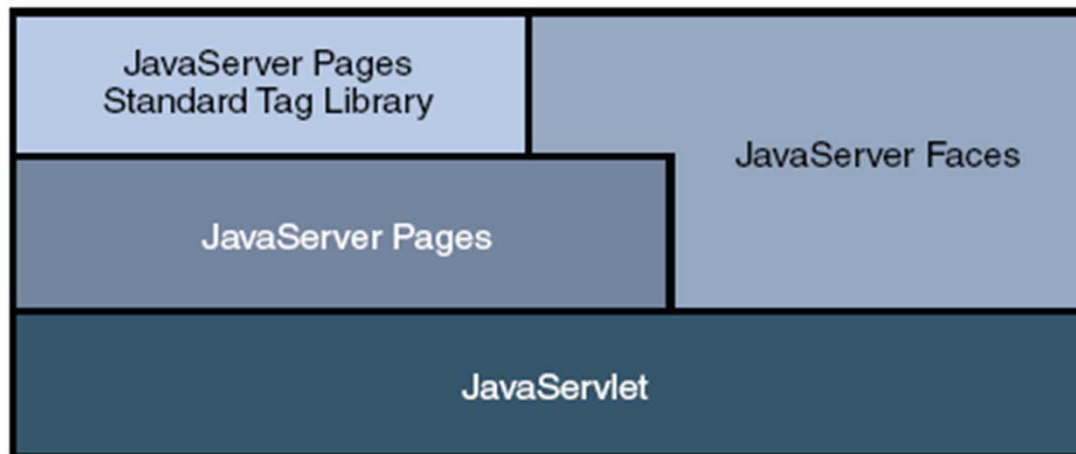 JavaServer Pages
Standard Tag Library
JavaServer Faces
JavaServer Pages
JavaServlet